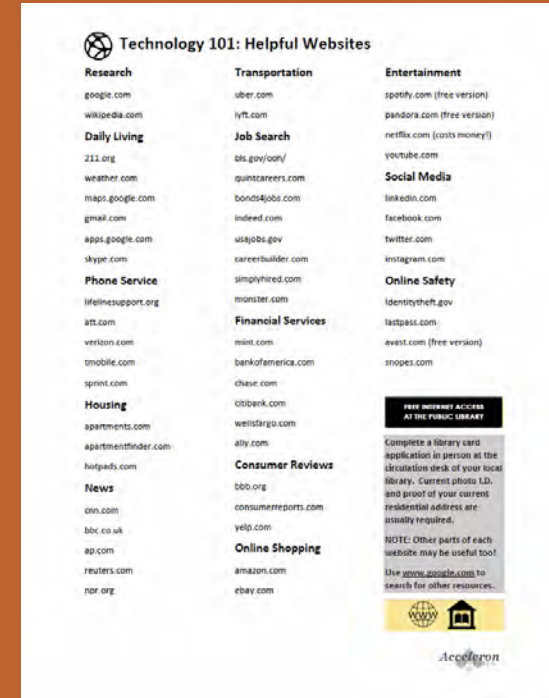 Technology 101: Helpful Websites
Research
google.com
wikipedia.com
Daily Living
211.org
weather.com
maps.google.com
gmail.com
apps.google.com
skype.com
Phone Service
lifelinesupport.org
att.com
verizon.com
tmobile.com
sprint.com
Housing
apartments.com
apartmentfinder.com
hotpads.com
News
cnn.com
bbc.co.uk
ap.com
reuters.com
npr.org
Transportation
uber.com
lyft.com
Job Search
bls.gov/ooh/
quintcareers.com
bonds4jobs.com
indeed.com
usajobs.gov
careerbuilder.com
simplyhired.com
monster.com
Financial Services
mint.com
bankofamerica.com
chase.com
citibank.com
wellsfargo.com
ally.com
Consumer Reviews
bbb.org
consumerreports.com
yelp.com
Online Shopping
amazon.com
ebay.com
Entertainment
spotify.com (free version)
pandora.com (free version)
netflix.com (costs money!)
youtube.com
Social Media
linkedin.com
facebook.com
twitter.com
instagram.com
Online Safety
Identitytheft.gov
lastpass.com
avast.com (free version)
snopes.com
FREE INTERNET ACCESS
AT THE PUBLIC LIBRARY
Complete a library card
application in person at the
circulation desk of your local
library. Current photo I.D.
and proof of your current
residential address are
usually required.
NOTE: Other parts of each
website may be useful too!
Use www.google.com to
search for other resources.
WWW
Acceleron